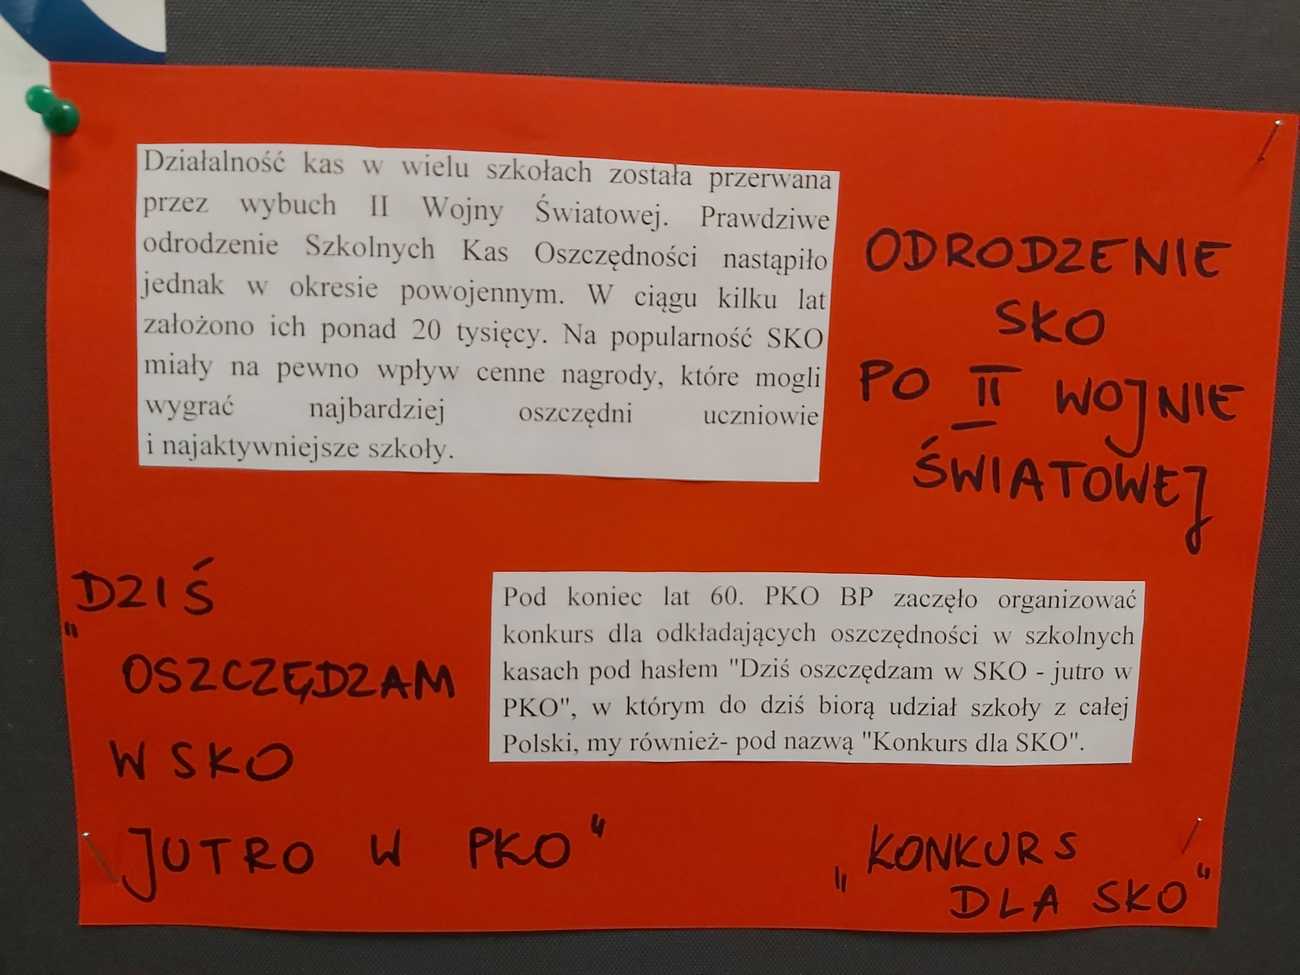 Działalność kas w wielu szkołach została przerwana
przez wybuch II Wojny Światowej. Prawdziwe
odrodzenie Szkolnych Kas Oszczędności nastąpiło
jednak w okresie powojennym. W ciągu kilku lat
założono ich ponad 20 tysięcy. Na popularność SKO
miały na pewno wpływ cenne nagrody, które mogli
wygrać najbardziej oszczędni uczniowie
i najaktywniejsze szkoły.
ODRODZENIE
SKO
PO II WOJNIE
ŚWIATOWEJ
„DZIŚ
OSZCZĘDZAM
W SKO
JUTRO W PKO"
Pod koniec lat 60. PKO BP zaczęło organizować
konkurs dla odkładających oszczędności w szkolnych
kasach pod hasłem "Dziś oszczędzam w SKO - jutro w
PKO", w którym do dziś biorą udział szkoły z całej
Polski, my również- pod nazwą "Konkurs dla SKO".
„KONKURS
DLA SKO"